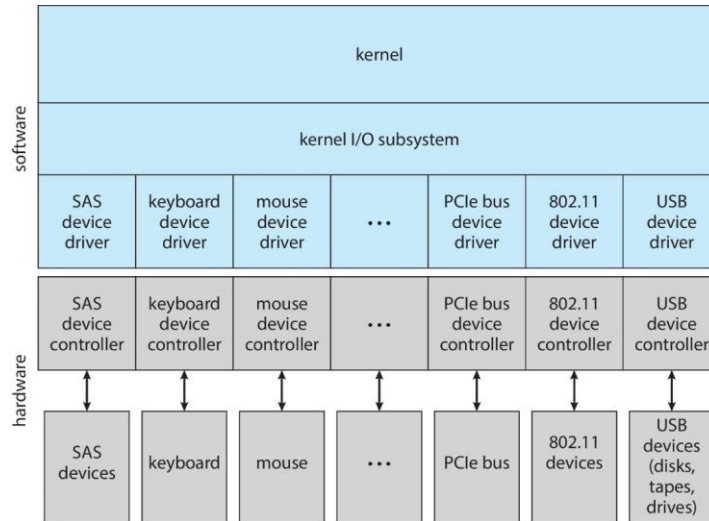 software
kernel
kernel I/O subsystem
SAS
device
driver
keyboard
device
driver
mouse
device
driver
•••
PCIe bus
device
driver
802.11
device
driver
USB
device
driver
hardware
SAS
device
controller
keyboard
device
controller
mouse
device
controller
•••
PCIe bus
device
controller
802.11
device
controller
USB
device
controller
SAS
devices
keyboard
mouse
•••
PCIe bus
802.11
devices
USB
devices
(disks,
tapes,
drives)